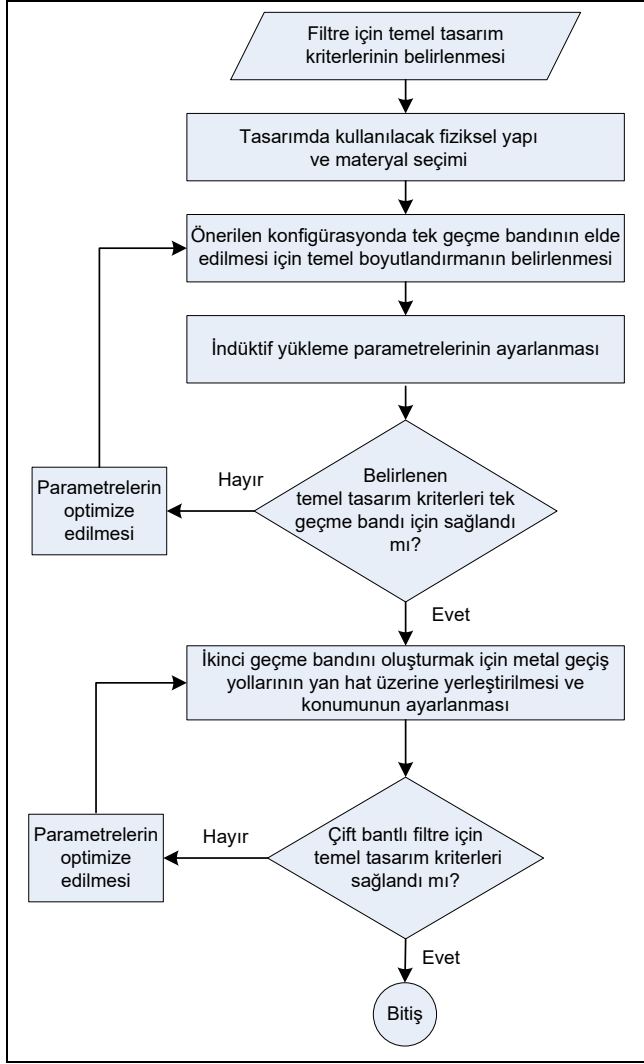 Filtre için temel tasarım
kriterlerinin belirlenmesi
Tasarımda kullanılacak fiziksel yapı
ve materyal seçimi
Önerilen konfigürasyonda tek geçme bandının elde
edilmesi için temel boyutlandırmanın belirlenmesi
İndüktif yükleme parametrelerinin ayarlanması
Belirlenen
temel tasarım kriterleri tek
geçme bandı için sağlandı
mı?
Hayır
Parametrelerin
optimize
edilmesi
Evet
İkinci geçme bandını oluşturmak için metal geçiş
yollarının yan hat üzerine yerleştirilmesi ve
konumunun ayarlanması
Çift bantlı filtre için
temel tasarım kriterleri
sağlandı mı?
Hayır
Parametrelerin
optimize
edilmesi
Evet
Bitiş